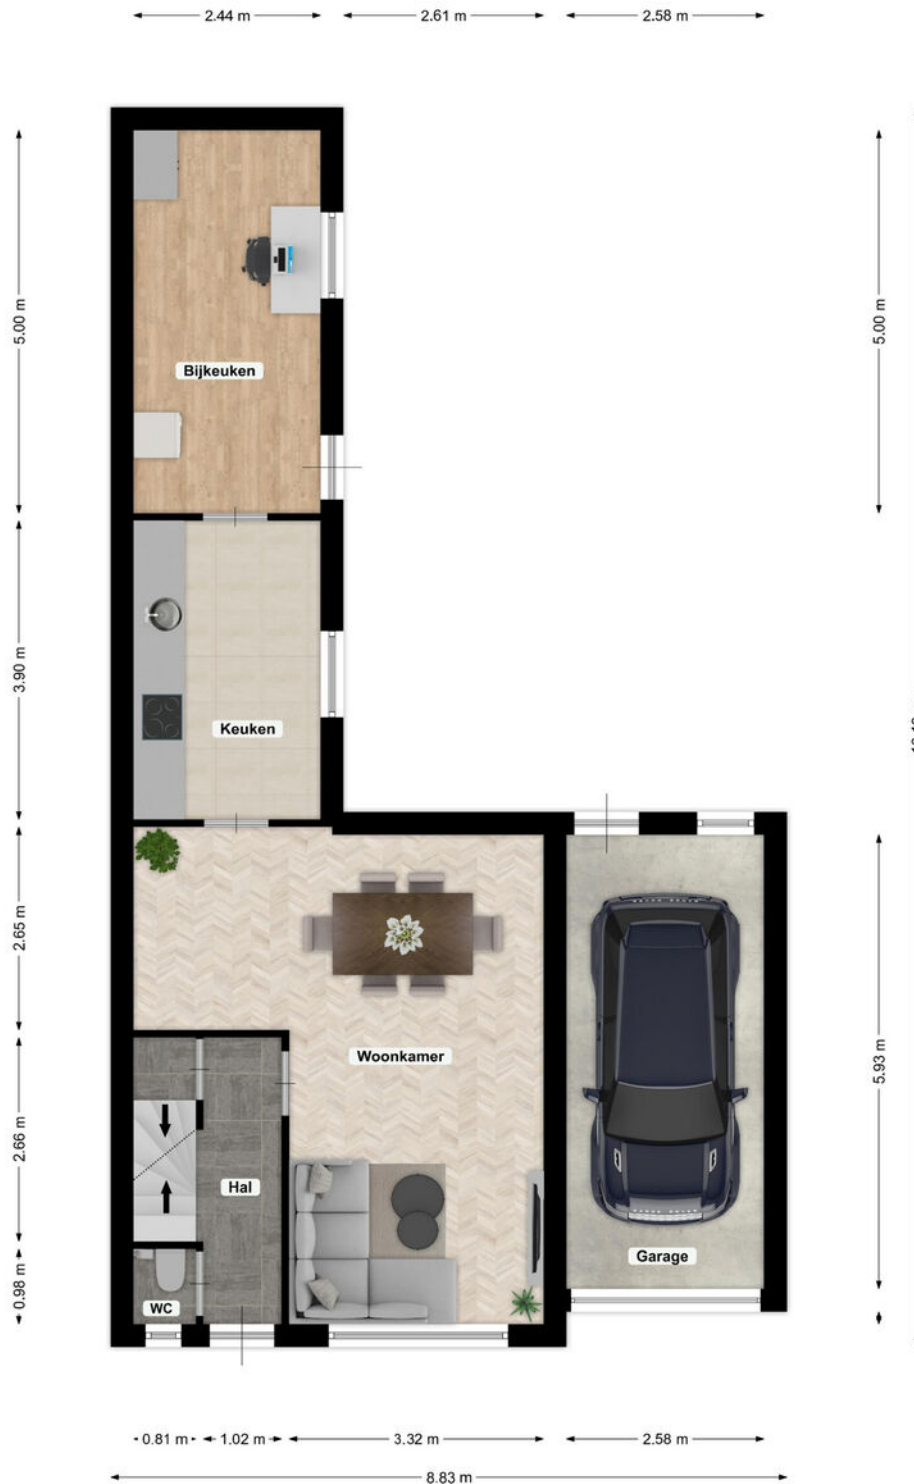 2.44 m
2.61 m
2.58 m
5.00 m
5.00 m
Bijkeuken
3.90 m
Keuken
2.65 m
5.93 m
Woonkamer
2.66 m
Hal
0.98 m
Garage
WC
0.81 m
1.02 m
3.32 m
2.58 m
8.83 m